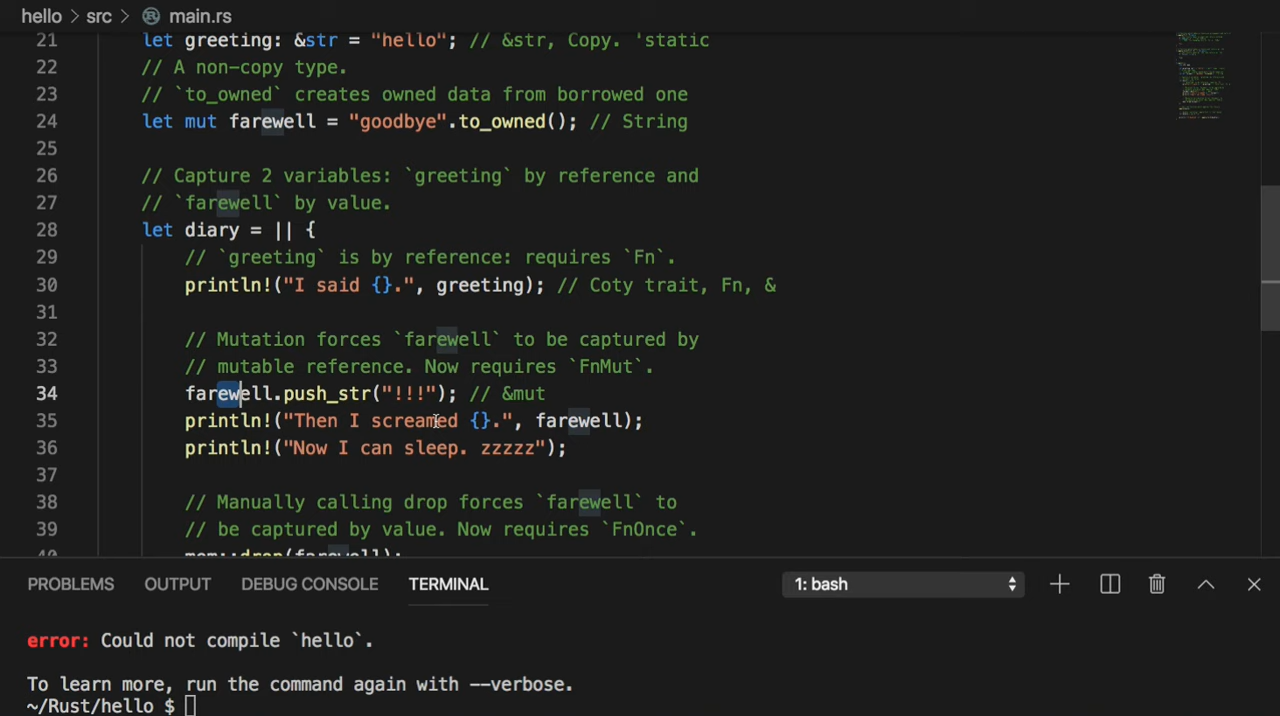 hello > src > main.rs
21 let greeting: &str = "hello"; // &str, Copy. 'static
22 // A non-copy type.
23 // `to_owned` creates owned data from borrowed one
24 let mut farewell = "goodbye".to_owned(); // String
25
26 // Capture 2 variables: `greeting` by reference and
27 // `farewell` by value.
28 let diary = || {
29 // `greeting` is by reference: requires `Fn`.
30 println!("I said {}.", greeting); // Coty trait, Fn, &
31
32 // Mutation forces `farewell` to be captured by
33 // mutable reference. Now requires `FnMut`.
34 farewell.push_str("!!!"); // &mut
35 println!("Then I screamed {}.", farewell);
36 println!("Now I can sleep. zzzzz");
37
38 // Manually calling drop forces `farewell` to
39 // be captured by value. Now requires `FnOnce`.
40 mem::drop(farewell);
PROBLEMS OUTPUT DEBUG CONSOLE TERMINAL 1: bash
error: Could not compile `hello`.
To learn more, run the command again with --verbose.
~/Rust/hello $